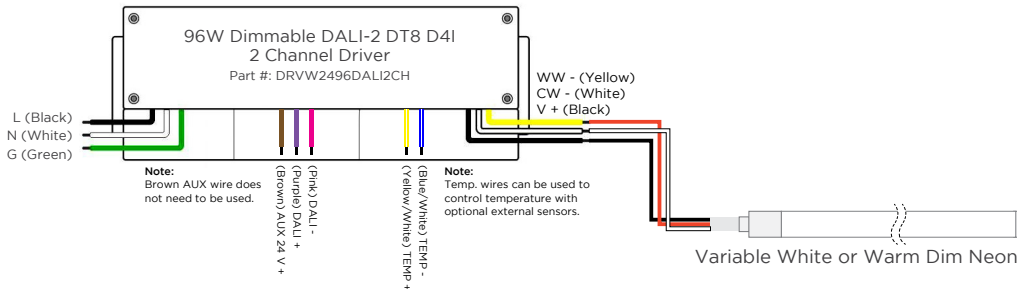 96W Dimmable DALI-2 DT8 D4I
2 Channel Driver
Part #: DRVW2496DALI2CH
WW - (Yellow)
CW - (White)
V + (Black)
L (Black)
N (White)
G (Green)
Note:
Brown AUX wire does
not need to be used.
(Brown) AUX 24 V +
(Purple) DALI +
(Pink) DALI -
(Yellow/White) TEMP +
(Blue/White) TEMP -
Note:
Temp. wires can be used to
control temperature with
optional external sensors.
Variable White or Warm Dim Neon